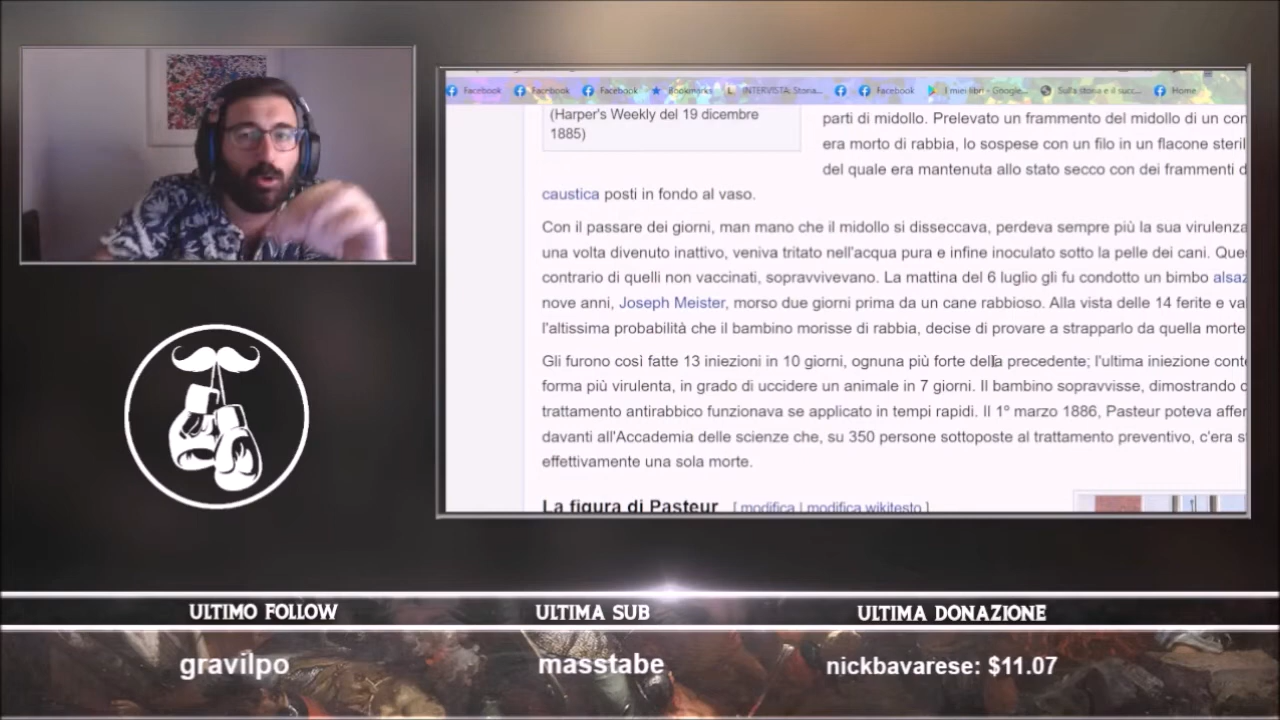 Facebook Facebook Facebook Bookmarks INTERVISTA: Storia... Facebook I miei libri - Google... Sulla storia e il succ... Home
(Harper's Weekly del 19 dicembre
1885)
parti di midollo. Prelevato un frammento del midollo di un con
era morto di rabbia, lo sospese con un filo in un flacone steril
del quale era mantenuta allo stato secco con dei frammenti d
caustica posti in fondo al vaso.
Con il passare dei giorni, man mano che il midollo si disseccava, perdeva sempre più la sua virulenza
una volta divenuto inattivo, veniva tritato nell'acqua pura e infine inoculato sotto la pelle dei cani. Que
contrario di quelli non vaccinati, sopravvivevano. La mattina del 6 luglio gli fu condotto un bimbo alsaz
nove anni, Joseph Meister, morso due giorni prima da un cane rabbioso. Alla vista delle 14 ferite e va
l'altissima probabilità che il bambino morisse di rabbia, decise di provare a strapparlo da quella morte
Gli furono così fatte 13 iniezioni in 10 giorni, ognuna più forte della precedente; l'ultima iniezione cont
forma più virulenta, in grado di uccidere un animale in 7 giorni. Il bambino sopravvisse, dimostrando c
trattamento antirabbico funzionava se applicato in tempi rapidi. Il 1º marzo 1886, Pasteur poteva affer
davanti all'Accademia delle scienze che, su 350 persone sottoposte al trattamento preventivo, c'era s
effettivamente una sola morte.
La figura di Pasteur [ modifica | modifica wikitesto ]
ULTIMO FOLLOW ULTIMA SUB ULTIMA DONAZIONE
gravilpo masstabe nickbavarese: $11.07